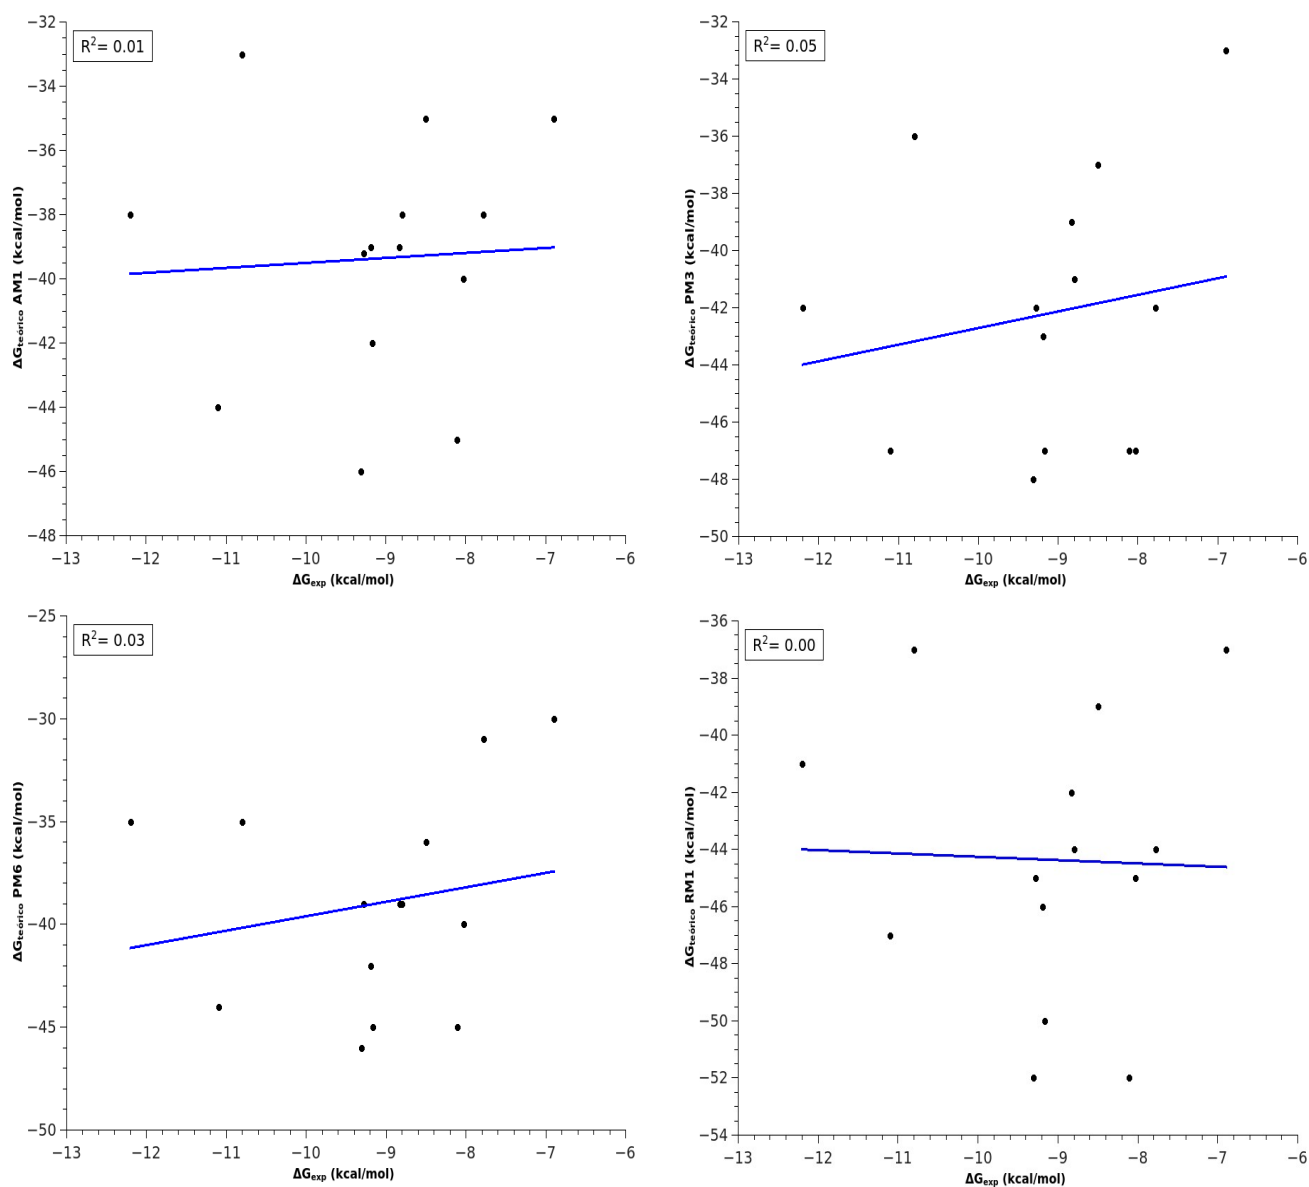 R²= 0.01
−32
−34
−36
−38
−40
−42
−44
−46
−48
ΔGteórico AM1 (kcal/mol)
−13 −12 −11 −10 −9 −8 −7 −6
ΔGexp (kcal/mol)
R²= 0.05
−32
−34
−36
−38
−40
−42
−44
−46
−48
−50
ΔGteórico PM3 (kcal/mol)
−13 −12 −11 −10 −9 −8 −7 −6
ΔGexp (kcal/mol)
R²= 0.03
−25
−30
−35
−40
−45
−50
ΔGteórico PM6 (kcal/mol)
−13 −12 −11 −10 −9 −8 −7 −6
ΔGexp (kcal/mol)
R²= 0.00
−36
−38
−40
−42
−44
−46
−48
−50
−52
−54
ΔGteórico RM1 (kcal/mol)
−13 −12 −11 −10 −9 −8 −7 −6
ΔGexp (kcal/mol)